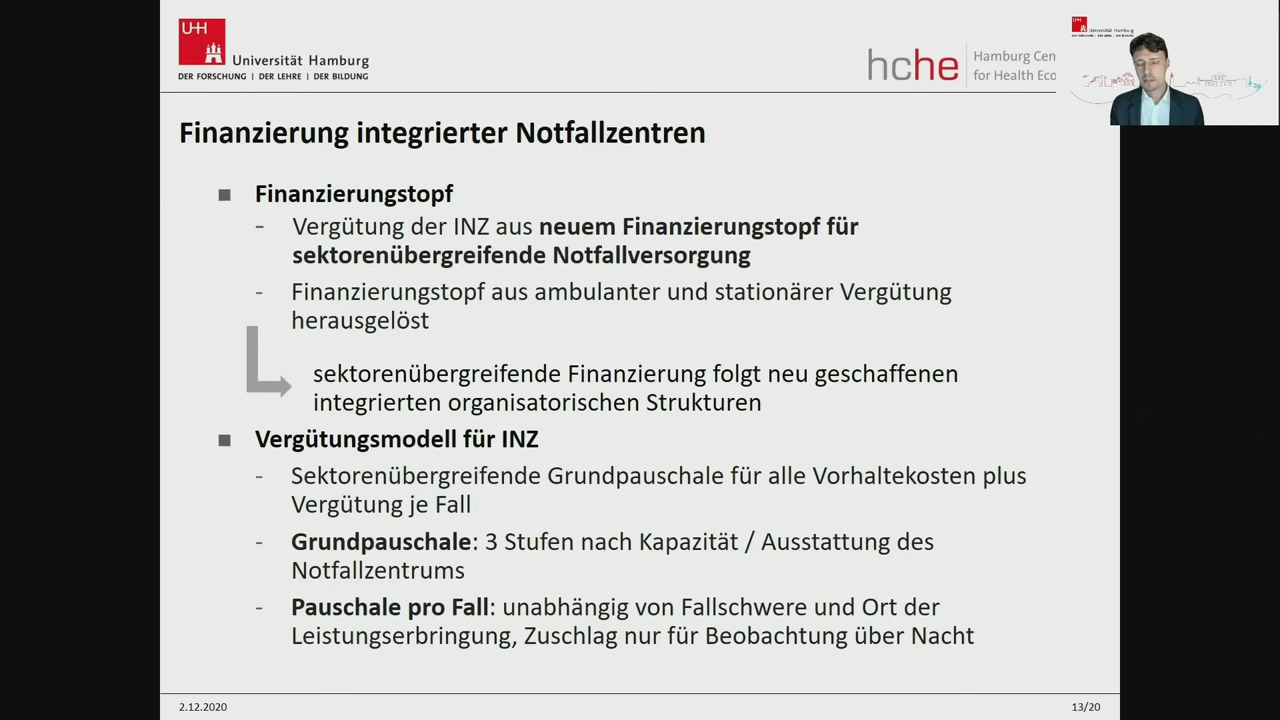 UHH
Universität Hamburg
DER FORSCHUNG | DER LEHRE | DER BILDUNG
hche
Hamburg Cen
for Health Eco
Finanzierung integrierter Notfallzentren
Finanzierungstopf
- Vergütung der INZ aus neuem Finanzierungstopf für
sektorenübergreifende Notfallversorgung
- Finanzierungstopf aus ambulanter und stationärer Vergütung
herausgelöst
sektorenübergreifende Finanzierung folgt neu geschaffenen
integrierten organisatorischen Strukturen
Vergütungsmodell für INZ
- Sektorenübergreifende Grundpauschale für alle Vorhaltekosten plus
Vergütung je Fall
- Grundpauschale: 3 Stufen nach Kapazität / Ausstattung des
Notfallzentrums
- Pauschale pro Fall: unabhängig von Fallschwere und Ort der
Leistungserbringung, Zuschlag nur für Beobachtung über Nacht
2.12.2020
13/20